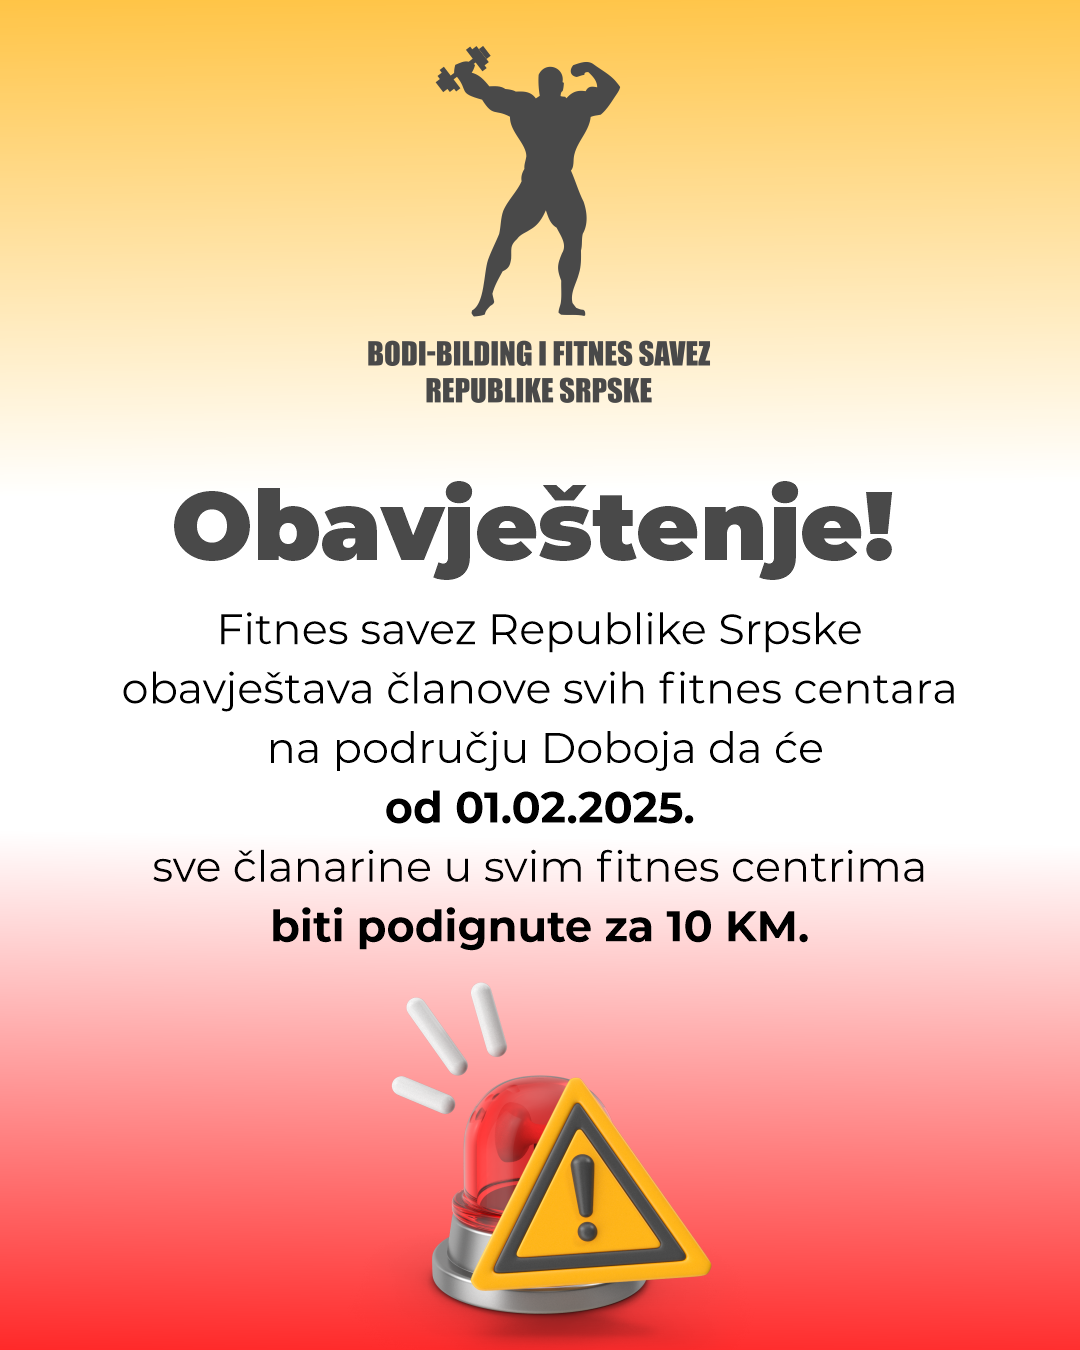 BODI-BILDING I FITNES SAVEZ
REPUBLIKE SRPSKE
Obavještenje!
Fitnes savez Republike Srpske
obavještava članove svih fitnes centara
na području Doboja da će
od 01.02.2025.
sve članarine u svim fitnes centrima
biti podignute za 10 KM.